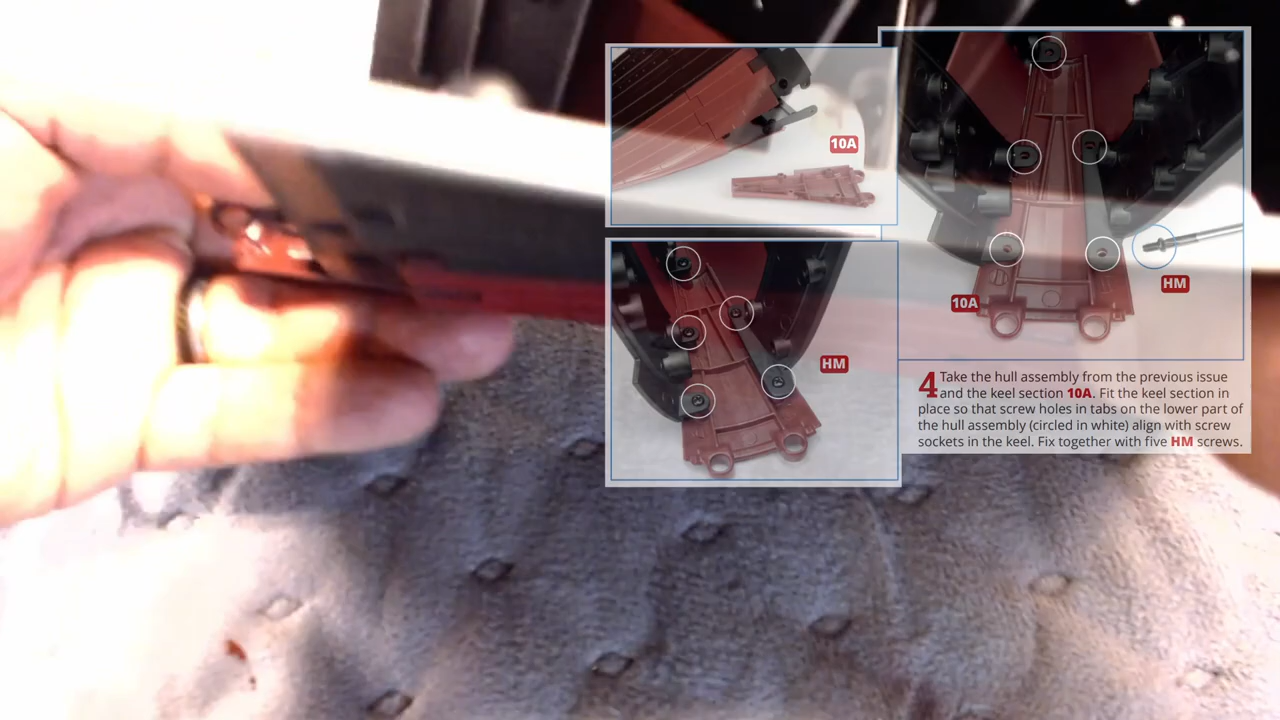 10A
10A
HM
HM
4 Take the hull assembly from the previous issue
and the keel section 10A. Fit the keel section in
place so that screw holes in tabs on the lower part of
the hull assembly (circled in white) align with screw
sockets in the keel. Fix together with five HM screws.